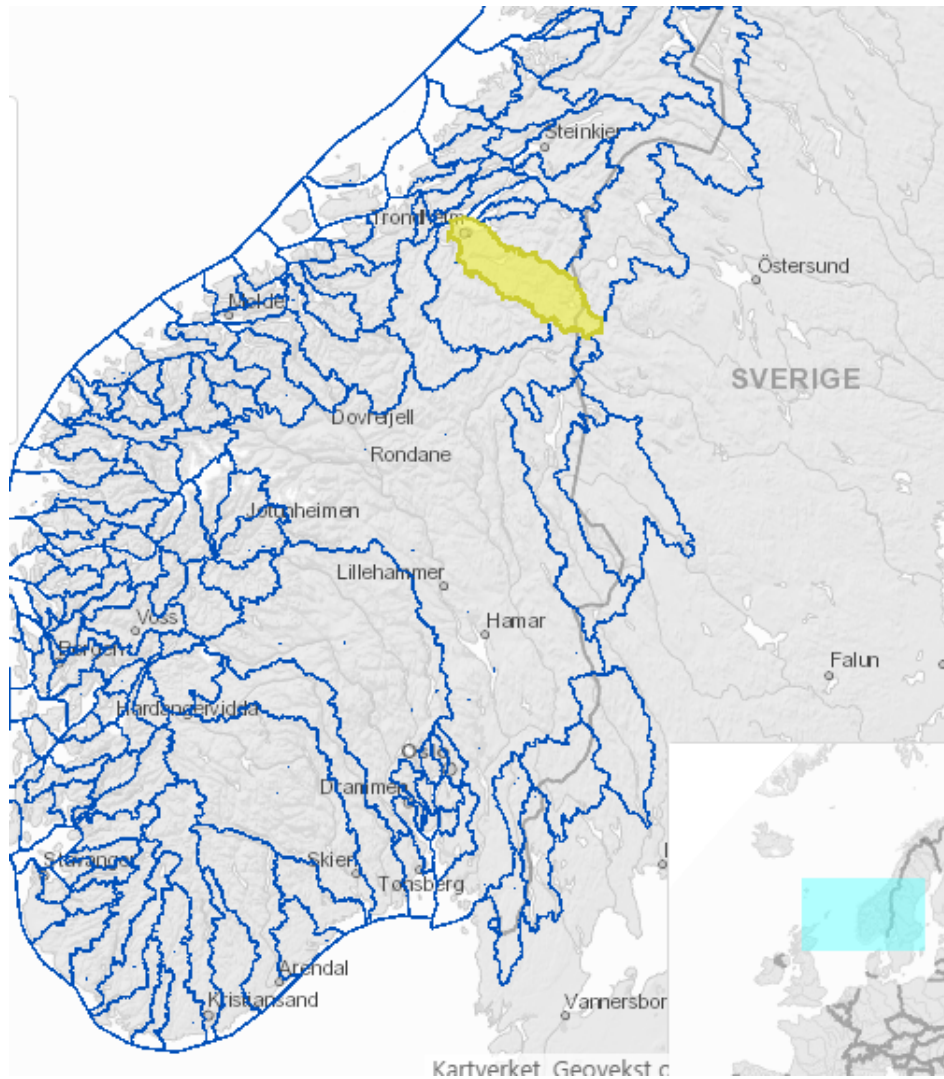 Steinkjer
Trondheim
Östersund
Molde
SVERIGE
Dovrefjell
Rondane
Jotunheimen
Lillehammer
Hamar
Voss
Bergen
Falun
Hardangervidda
Oslo
Drammen
Stavanger
Skien
Tønsberg
Arendal
Kristiansand
Vannersbor
Kartverket, Geovekst o